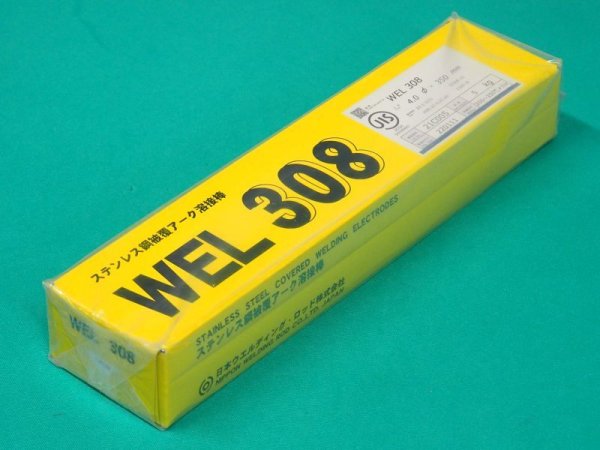 WEL 308
4.0 φ - 350 mm
JIS
21CD05
5 kg
220333
ステンレス鋼被覆アーク溶接棒
WEL 308
STAINLESS STEEL COVERED WELDING ELECTRODES
ステンレス鋼被覆アーク溶接棒
日本ウエルディング・ロッド株式会社
NIPPON WELDING ROD CO.,LTD. JAPAN
WEL 308